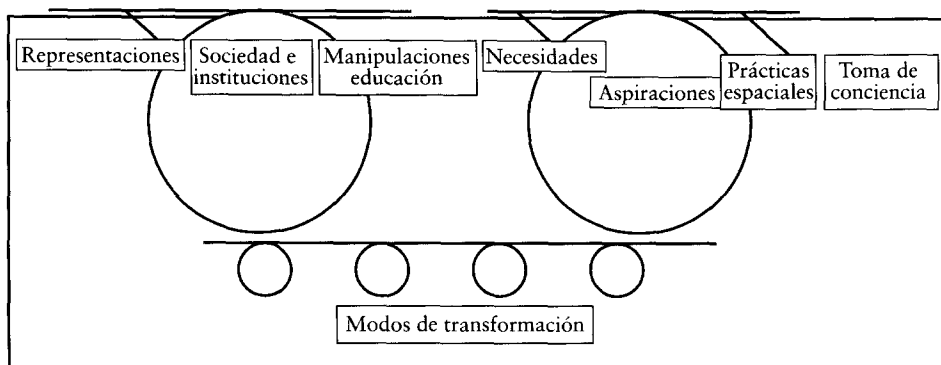 Representaciones
Sociedad e
instituciones
Manipulaciones
educación
Necesidades
Aspiraciones
Prácticas
espaciales
Toma de
conciencia
Modos de transformación